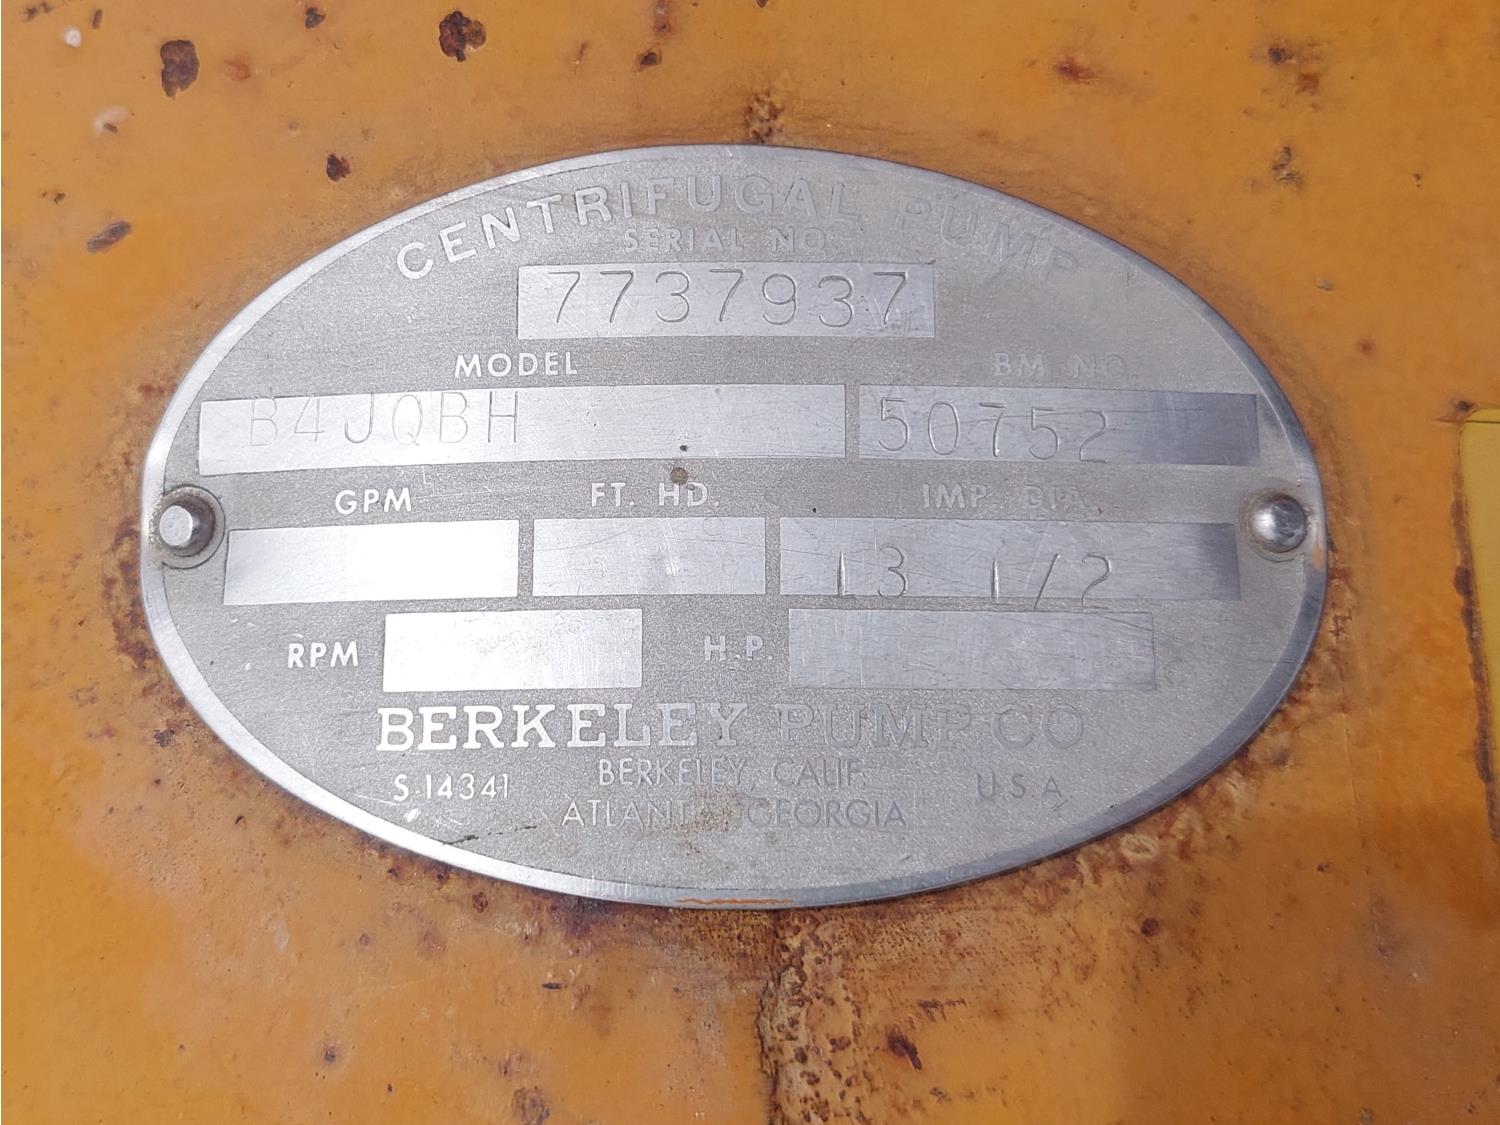 CENTRIFUGAL PUMP
SERIAL NO.
7737937
MODEL BM NO.
B4JQBH 50752
GPM FT. HD. IMP. DIA.
13 1/2
RPM H.P.
BERKELEY PUMP CO
S-14341 BERKELEY, CALIF. U S A
ATLANTA, GEORGIA